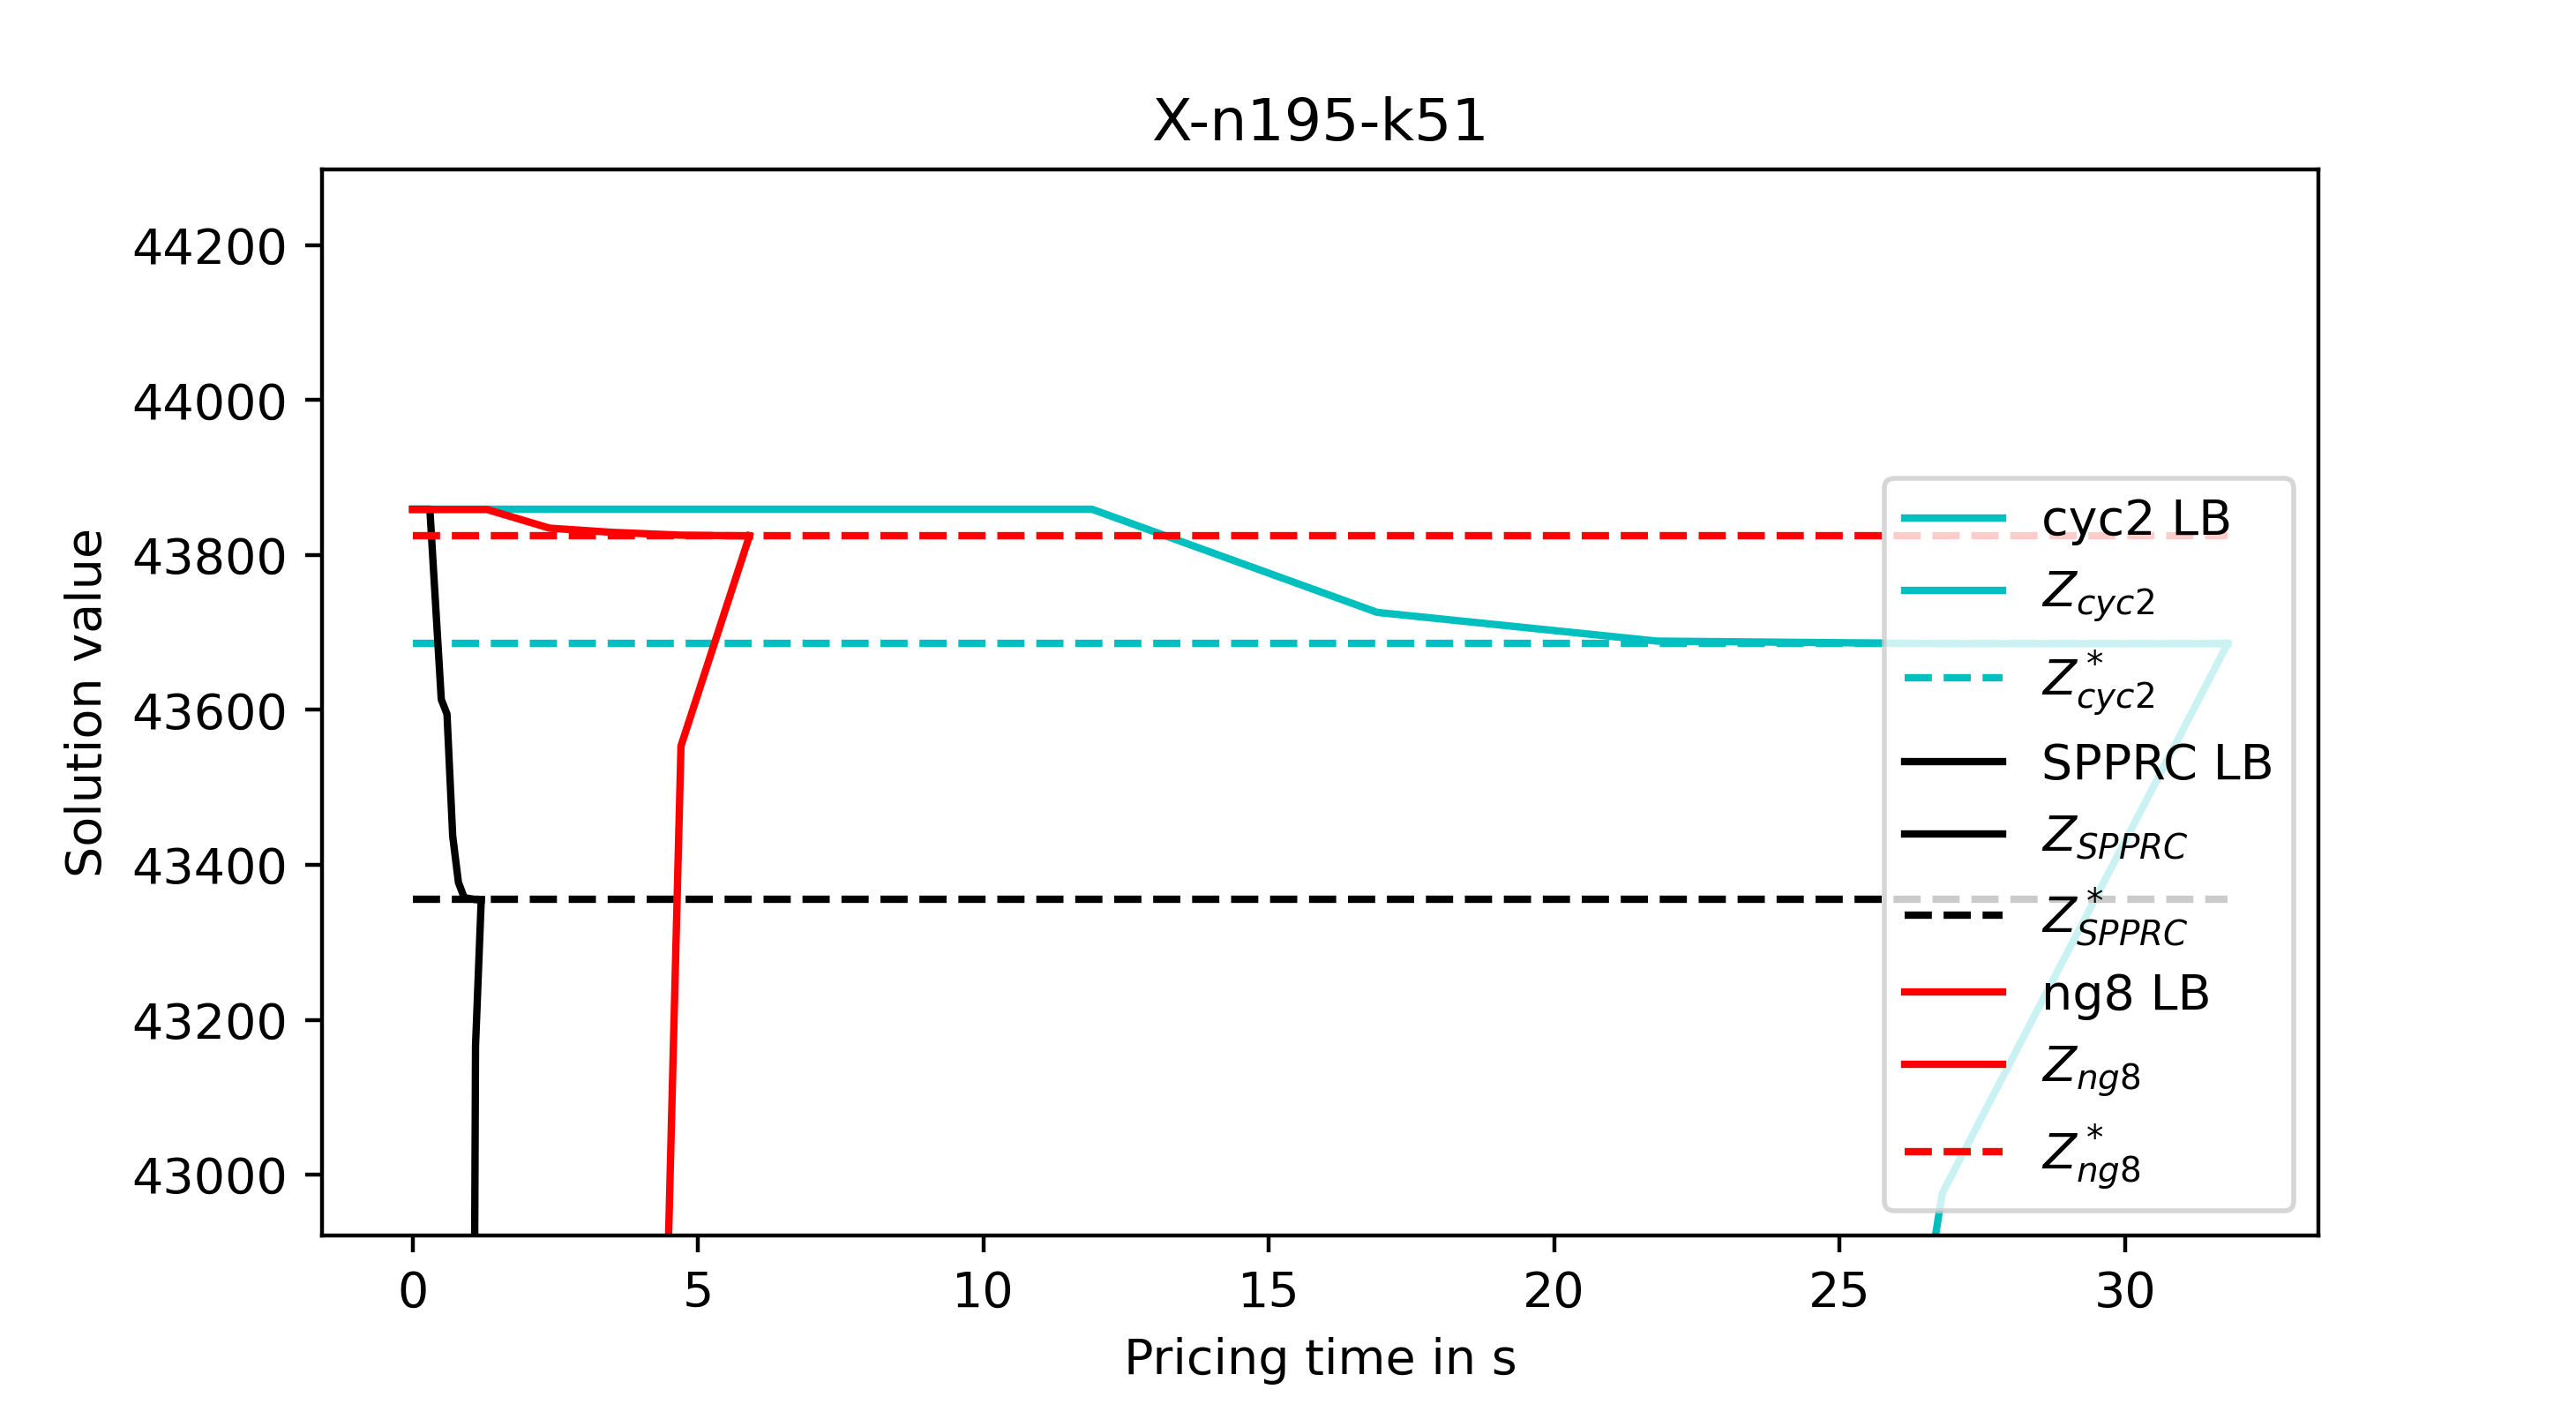 X-n195-k51
Solution value
44200
44000
43800
43600
43400
43200
43000
0 5 10 15 20 25 30
Pricing time in s
cyc2 LB
Z_cyc2
Z*_cyc2
SPPRC LB
Z_SPPRC
Z*_SPPRC
ng8 LB
Z_ng8
Z*_ng8